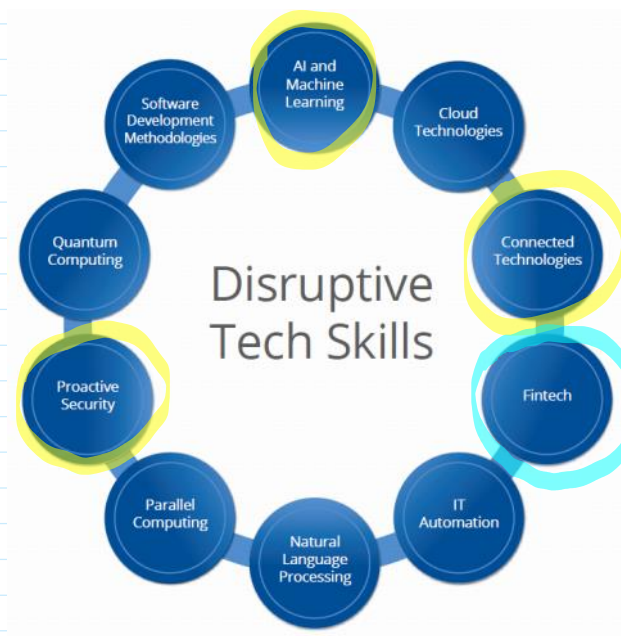 Disruptive
Tech Skills
AI and
Machine
Learning
Cloud
Technologies
Connected
Technologies
Fintech
IT
Automation
Natural
Language
Processing
Parallel
Computing
Proactive
Security
Quantum
Computing
Software
Development
Methodologies